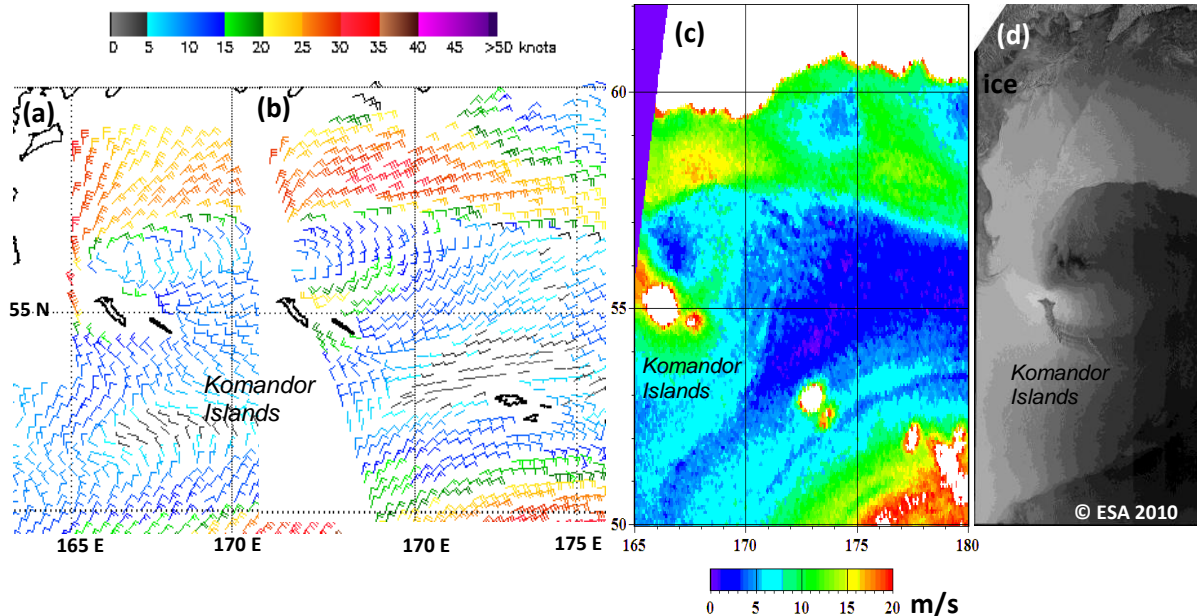 0 5 10 15 20 25 30 35 40 45 >50 knots
(a)
(b)
(c)
(d)
ice
60
55 N
55
50
Komandor
Islands
Komandor
Islands
Komandor
Islands
© ESA 2010
165 E
170 E
170 E
175 E
165
170
175
180
0 5 10 15 20 m/s